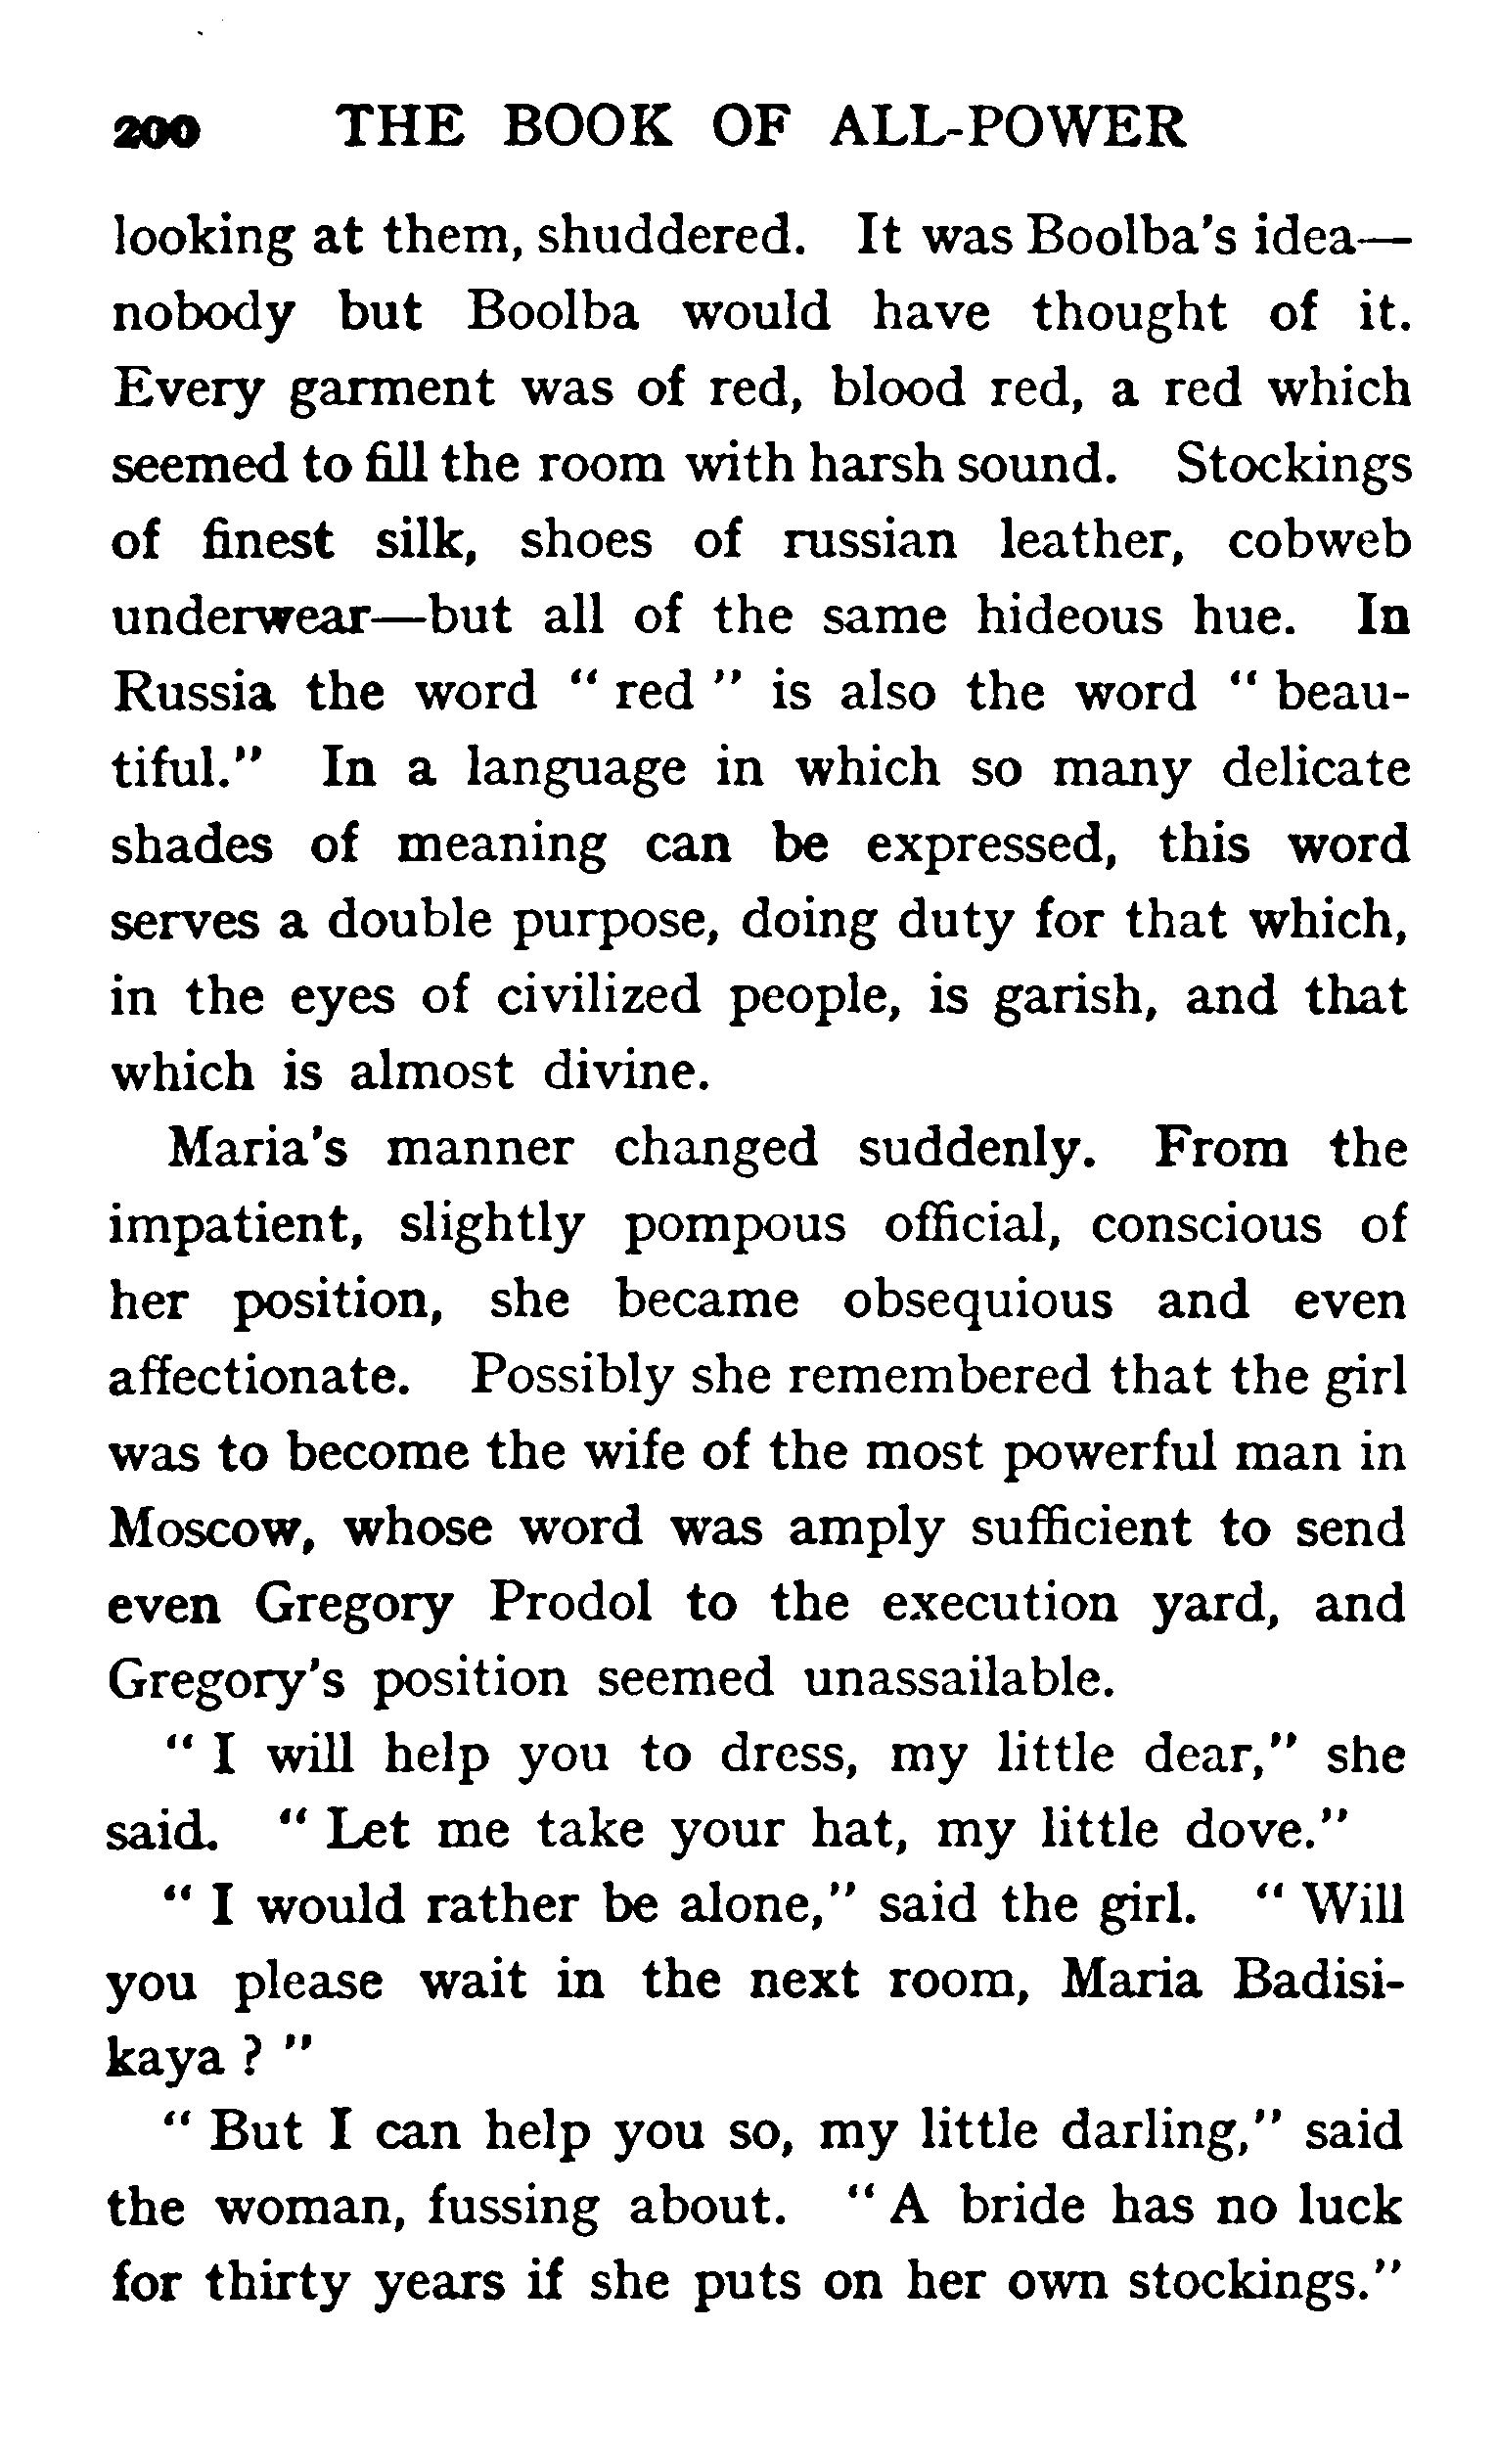 200 THE BOOK OF ALL-POWER
looking at them, shuddered. It was Boolba's idea—
nobody but Boolba would have thought of it.
Every garment was of red, blood red, a red which
seemed to fill the room with harsh sound. Stockings
of finest silk, shoes of russian leather, cobweb
underwear—but all of the same hideous hue. In
Russia the word " red " is also the word " beau-
tiful." In a language in which so many delicate
shades of meaning can be expressed, this word
serves a double purpose, doing duty for that which,
in the eyes of civilized people, is garish, and that
which is almost divine.
Maria's manner changed suddenly. From the
impatient, slightly pompous official, conscious of
her position, she became obsequious and even
affectionate. Possibly she remembered that the girl
was to become the wife of the most powerful man in
Moscow, whose word was amply sufficient to send
even Gregory Prodol to the execution yard, and
Gregory's position seemed unassailable.
" I will help you to dress, my little dear," she
said. " Let me take your hat, my little dove."
" I would rather be alone," said the girl. " Will
you please wait in the next room, Maria Badisi-
kaya ? "
" But I can help you so, my little darling," said
the woman, fussing about. " A bride has no luck
for thirty years if she puts on her own stockings."